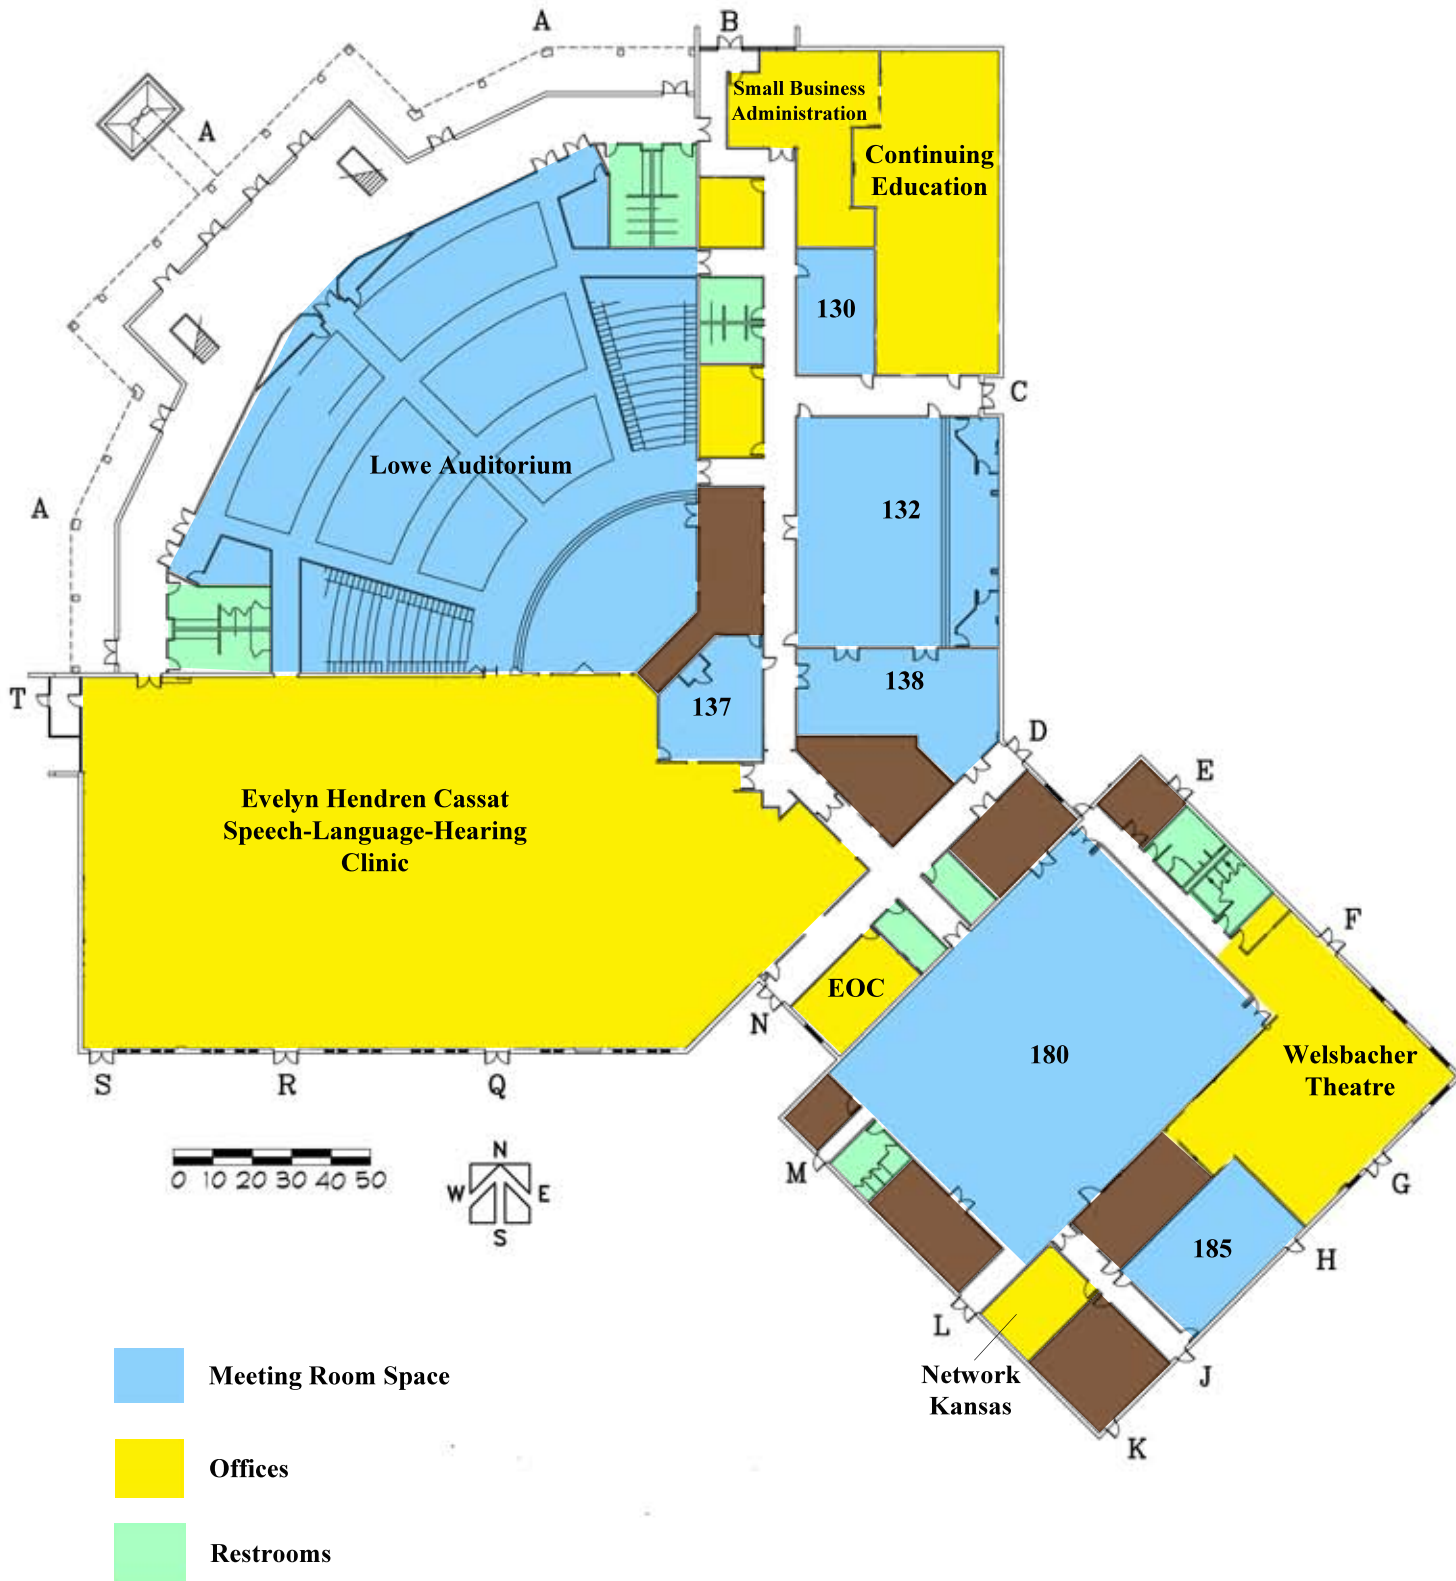 A
B
Small Business
Administration
A
Continuing
Education
130
C
Lowe Auditorium
A
132
138
T
137
D
E
Evelyn Hendren Cassat
Speech-Language-Hearing
Clinic
F
EOC
N
180
Welsbacher
Theatre
S
R
Q
M
G
0 10 20 30 40 50
N
W
E
S
185
H
L
J
Network
Kansas
K
Meeting Room Space
Offices
Restrooms